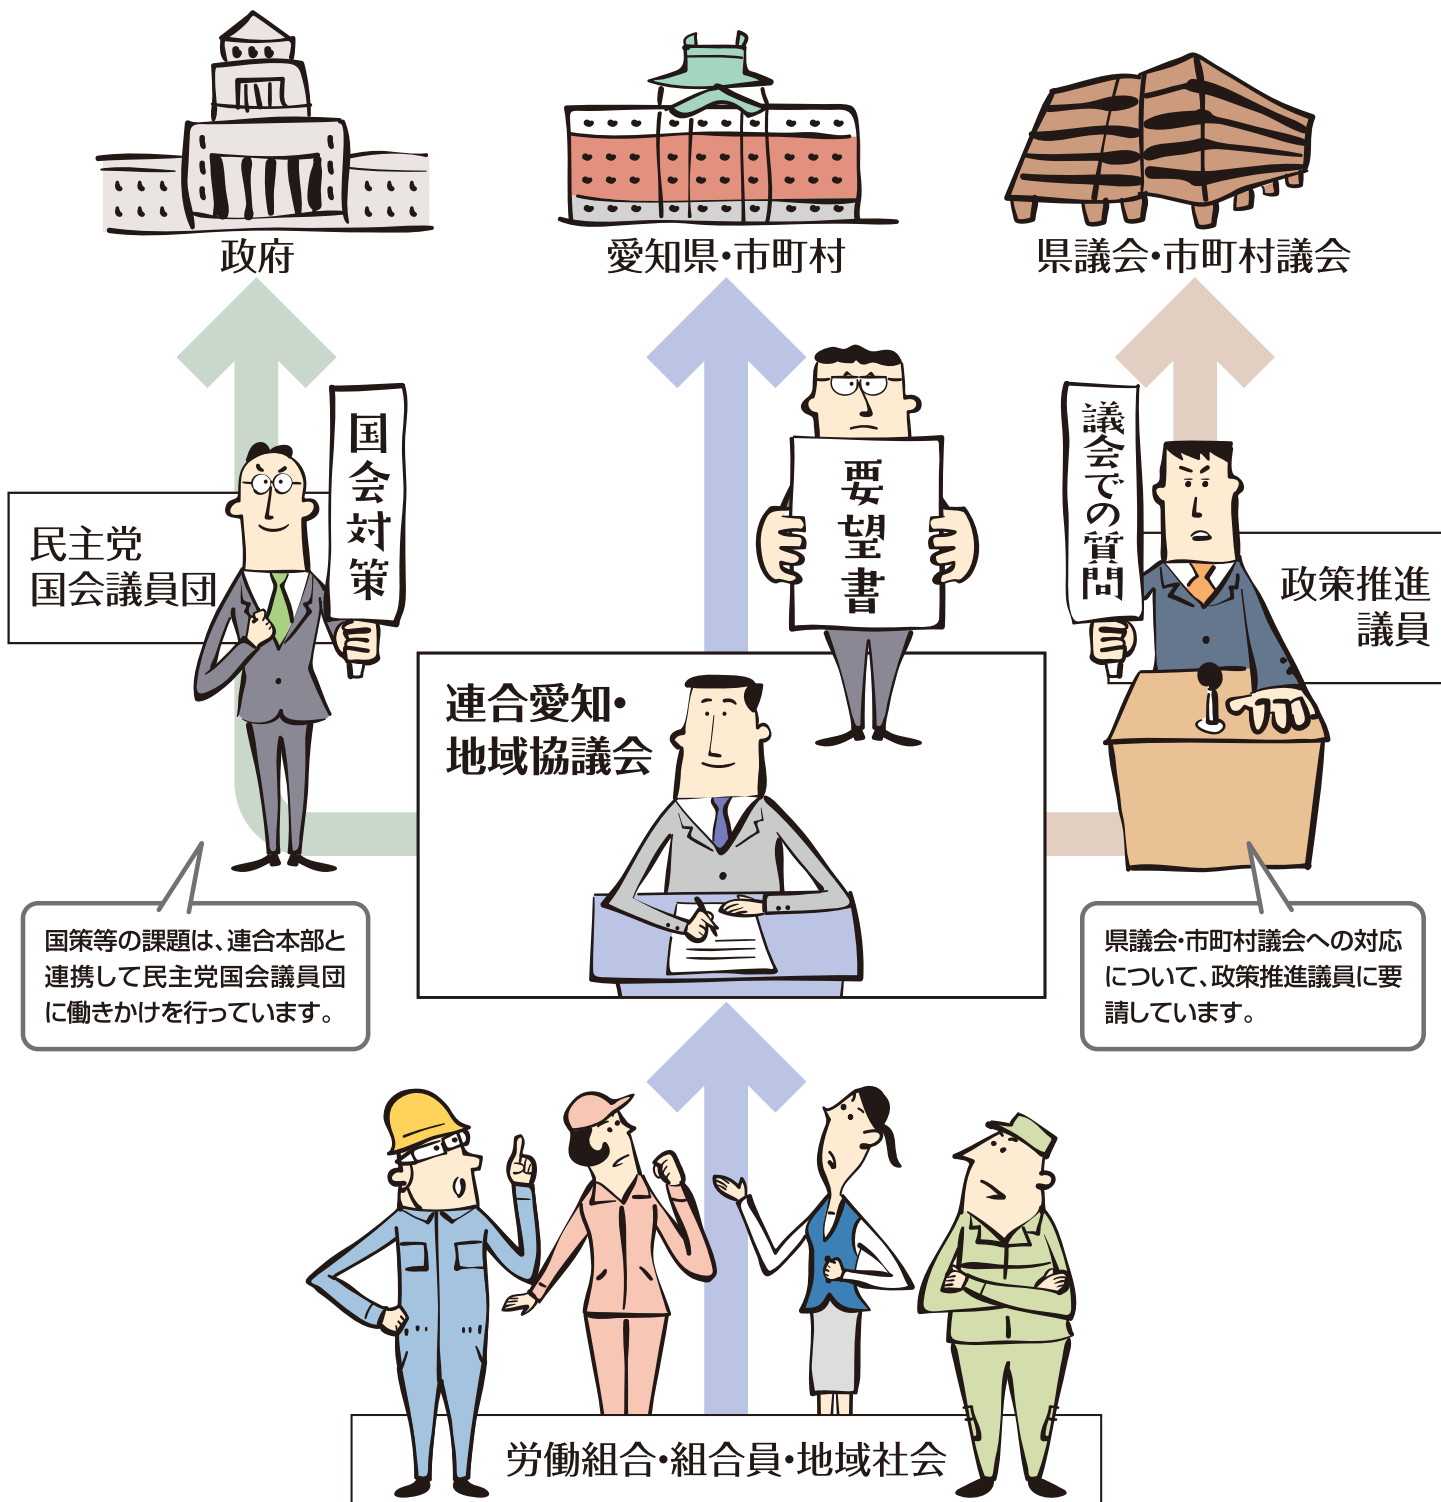 政府
愛知県・市町村
県議会・市町村議会
国会対策
要望書
議会での質問
民主党
国会議員団
政策推進
議員
連合愛知・
地域協議会
国策等の課題は、連合本部と
連携して民主党国会議員団
に働きかけを行っています。
県議会・市町村議会への対応
について、政策推進議員に要
請しています。
労働組合・組合員・地域社会